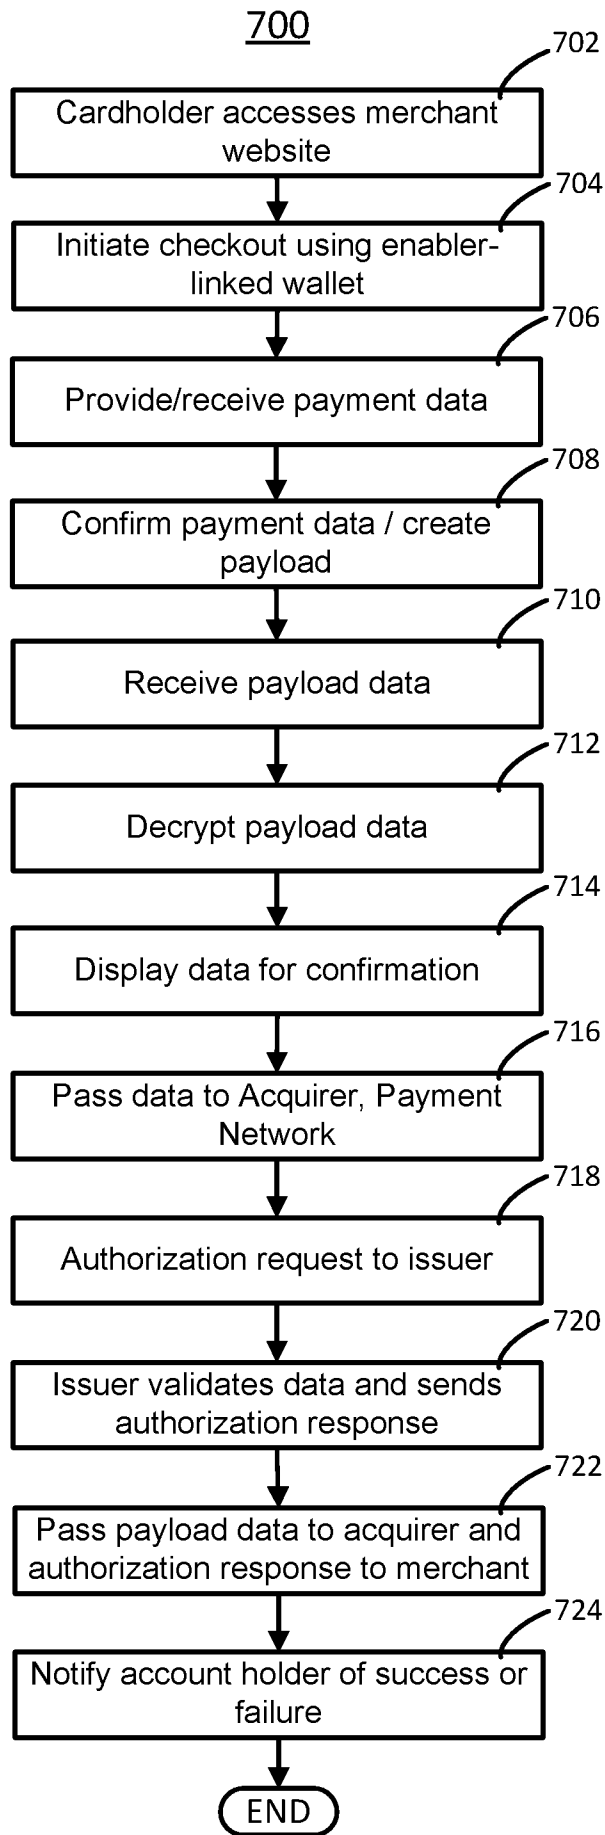 700
702
Cardholder accesses merchant
website
704
Initiate checkout using enabler-
linked wallet
706
Provide/receive payment data
708
Confirm payment data / create
payload
710
Receive payload data
712
Decrypt payload data
714
Display data for confirmation
716
Pass data to Acquirer, Payment
Network
718
Authorization request to issuer
720
Issuer validates data and sends
authorization response
722
Pass payload data to acquirer and
authorization response to merchant
724
Notify account holder of success or
failure
END